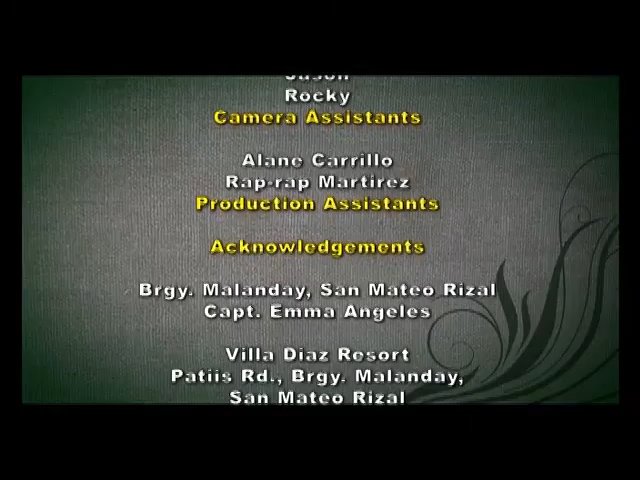 Jason
Rocky
Camera Assistants
Alane Carrillo
Rap-rap Martirez
Production Assistants
Acknowledgements
Brgy. Malanday, San Mateo Rizal
Capt. Emma Angeles
Villa Diaz Resort
Patiis Rd., Brgy. Malanday,
San Mateo Rizal